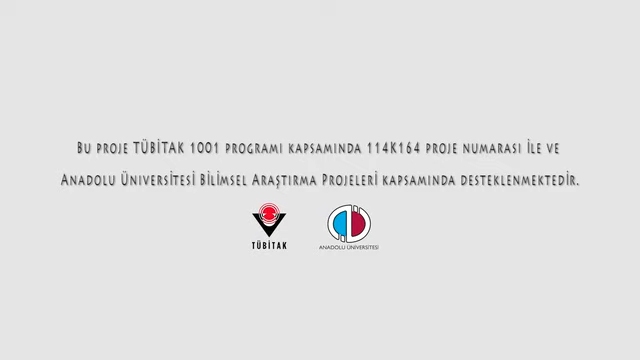 Bu proje TÜBİTAK 1001 programı kapsamında 114K164 proje numarası ile ve
Anadolu Üniversitesi Bilimsel Araştırma Projeleri kapsamında desteklenmektedir.
TÜBİTAK
ANADOLU ÜNİVERSİTESİ